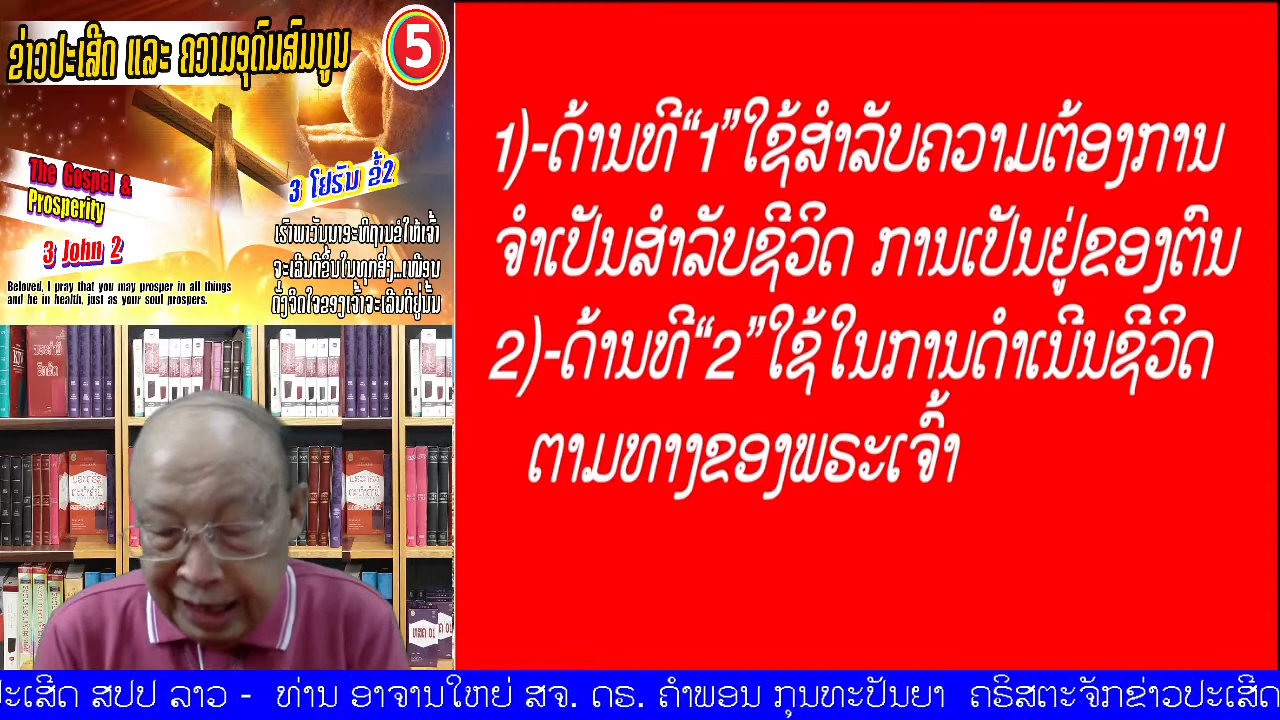 ຂ່າວປະເສີດ ແລະ ຄວາມອຸດົມສົມບູນ
5
The Gospel &
Prosperity
3 John 2
3 ໂຢຮັນ ຂໍ້2
ເຮົາພາວັນນາອະທິຖານຂໍໃຫ້ເຈົ້າ
ຈະເລີນດີຂຶ້ນໃນທຸກສິ່ງ...ເໝືອນ
ດັ່ງຈິດໃຈຂອງເຈົ້າຈະເລີນດີຢູ່ນັ້ນ
Beloved, I pray that you may prosper in all things
and be in health, just as your soul prospers.
1)-ດ້ານທີ“1”ໃຊ້ສຳລັບຄວາມຕ້ອງການ
ຈຳເປັນສຳລັບຊີວິດ ການເປັນຢູ່ຂອງຕົນ
2)-ດ້ານທີ“2”ໃຊ້ໃນການດຳເນີນຊີວິດ
ຕາມທາງຂອງພຣະເຈົ້າ
ປະເສີດ ສປປ ລາວ - ທ່ານ ອາຈານໃຫຍ່ ສຈ. ດຣ. ຄຳພອນ ກຸນທະປັນຍາ ຄຣິສຕະຈັກຂ່າວປະເສີດ